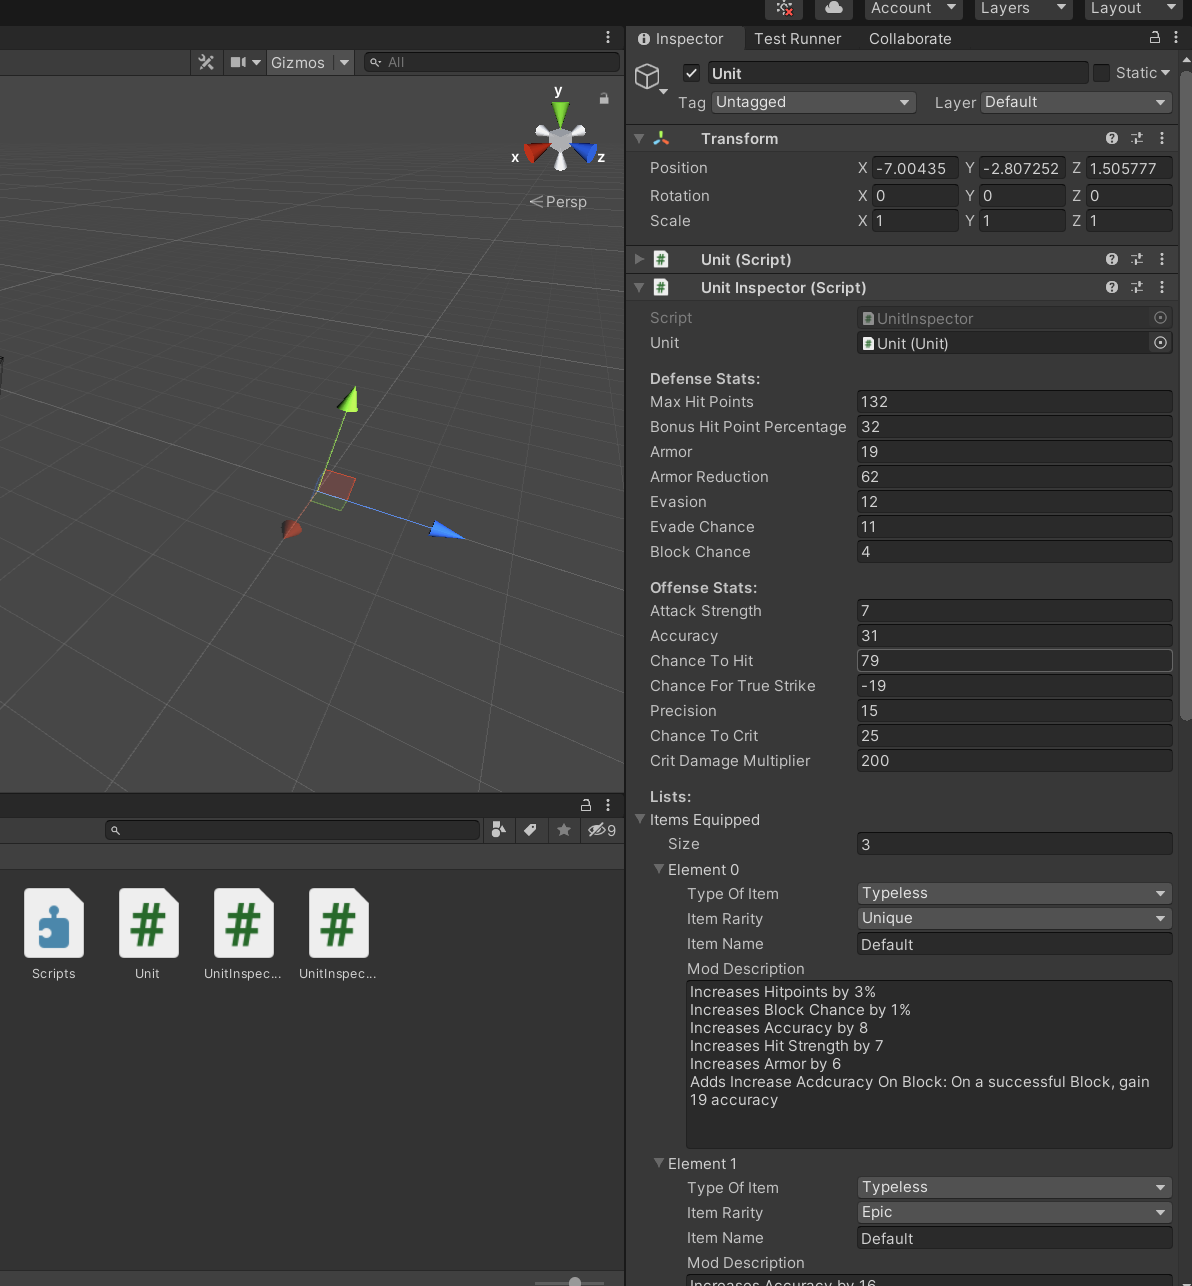 Account
Layers
Layout
Gizmos
All
y
x
z
Persp
9
Scripts
Unit
UnitInspec...
UnitInspec...
Inspector
Test Runner
Collaborate
Unit
Static
Tag Untagged
Layer Default
Transform
Position X -7.00435 Y -2.807252 Z 1.505777
Rotation X 0 Y 0 Z 0
Scale X 1 Y 1 Z 1
# Unit (Script)
# Unit Inspector (Script)
Script # UnitInspector
Unit # Unit (Unit)
Defense Stats:
Max Hit Points 132
Bonus Hit Point Percentage 32
Armor 19
Armor Reduction 62
Evasion 12
Evade Chance 11
Block Chance 4
Offense Stats:
Attack Strength 7
Accuracy 31
Chance To Hit 79
Chance For True Strike -19
Precision 15
Chance To Crit 25
Crit Damage Multiplier 200
Lists:
Items Equipped
Size 3
Element 0
Type Of Item Typeless
Item Rarity Unique
Item Name Default
Mod Description
Increases Hitpoints by 3%
Increases Block Chance by 1%
Increases Accuracy by 8
Increases Hit Strength by 7
Increases Armor by 6
Adds Increase Acdcuracy On Block: On a successful Block, gain
19 accuracy
Element 1
Type Of Item Typeless
Item Rarity Epic
Item Name Default
Mod Description
Increases Accuracy by 16